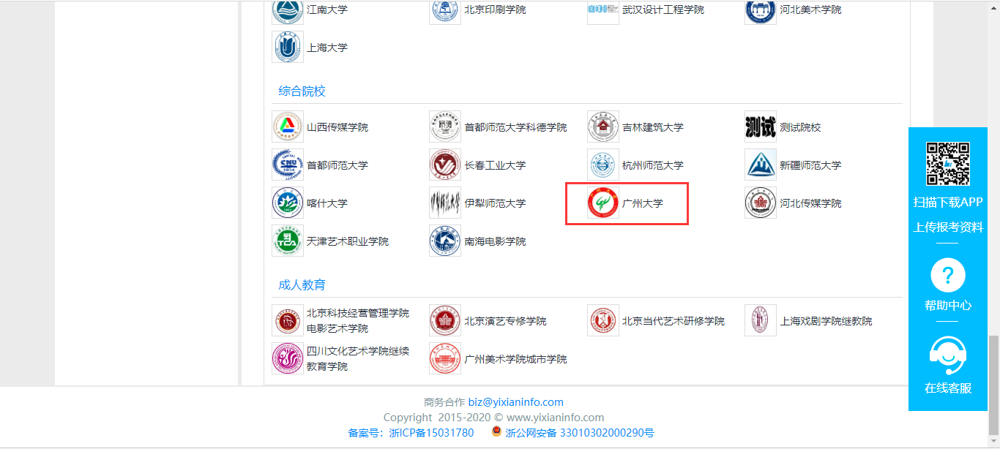 江南大学
北京印刷学院
武汉设计工程学院
河北美术学院
上海大学
综合院校
山西传媒学院
首都师范大学科德学院
吉林建筑大学
测试
测试院校
首都师范大学
长春工业大学
杭州师范大学
新疆师范大学
喀什大学
伊犁师范大学
广州大学
河北传媒学院
天津艺术职业学院
南海电影学院
成人教育
北京科技经营管理学院
电影艺术学院
北京演艺专修学院
北京当代艺术研修学院
上海戏剧学院继教院
四川文化艺术学院继续
教育学院
广州美术学院城市学院
扫描下载APP
上传报考资料
?
帮助中心
在线客服
商务合作 biz@yixianinfo.com
Copyright 2015-2020 © www.yixianinfo.com
备案号：浙ICP备15031780 浙公网安备 33010302000290号